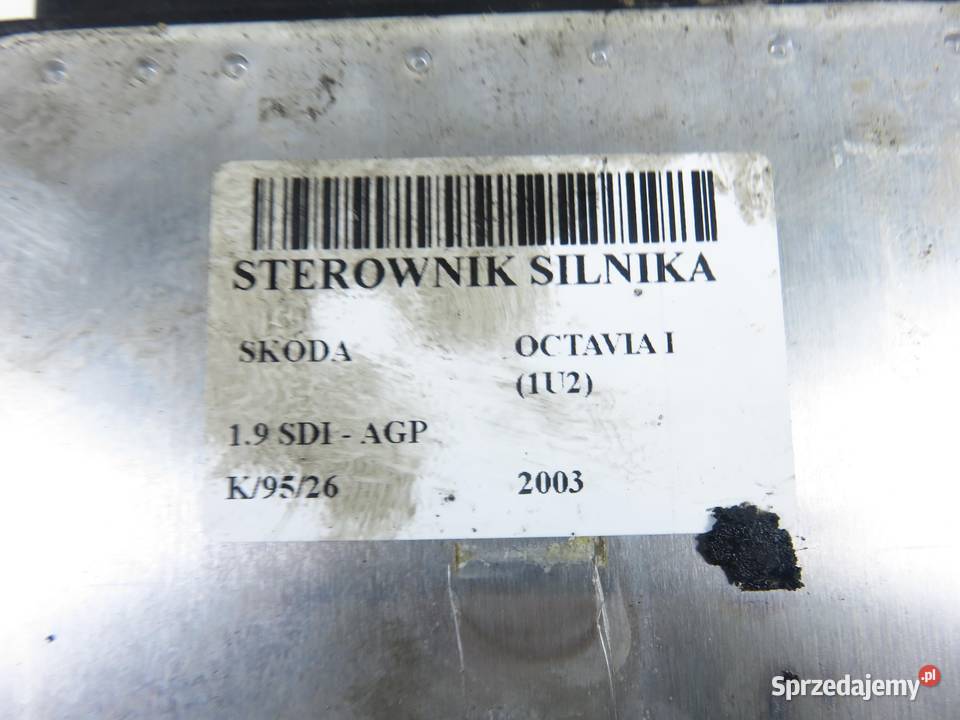 STEROWNIK SILNIKA
SKODA OCTAVIA I
(1U2)
1.9 SDI - AGP
K/95/26 2003
Sprzedajemy.pl